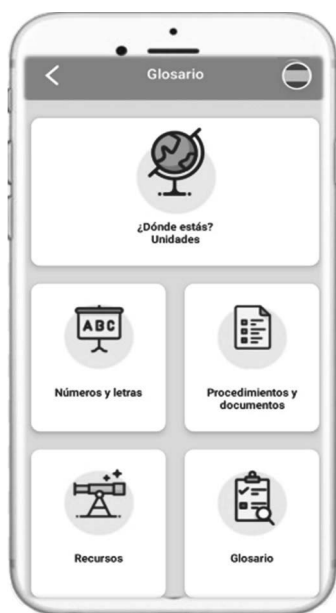 Glosario
¿Dónde estás?
Unidades
ABC
Números y letras
Procedimientos y
documentos
Recursos
Glosario